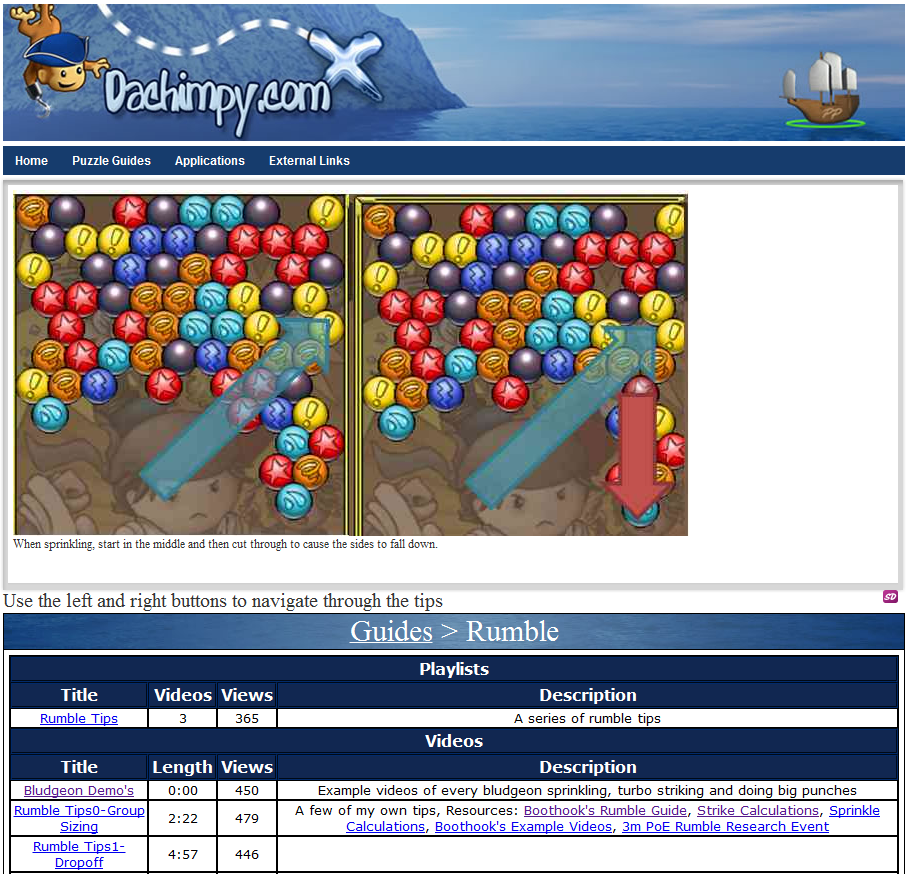 Dachimpy.com
PP
Home Puzzle Guides Applications External Links
When sprinkling, start in the middle and then cut through to cause the sides to fall down.
Use the left and right buttons to navigate through the tips
SD
Guides > Rumble
Playlists
Title Videos Views Description
Rumble Tips 3 365 A series of rumble tips
Videos
Title Length Views Description
Bludgeon Demo's 0:00 450 Example videos of every bludgeon sprinkling, turbo striking and doing big punches
Rumble Tips0-Group Sizing 2:22 479 A few of my own tips, Resources: Boothook's Rumble Guide, Strike Calculations, Sprinkle
Calculations, Boothook's Example Videos, 3m PoE Rumble Research Event
Rumble Tips1-
Dropoff 4:57 446